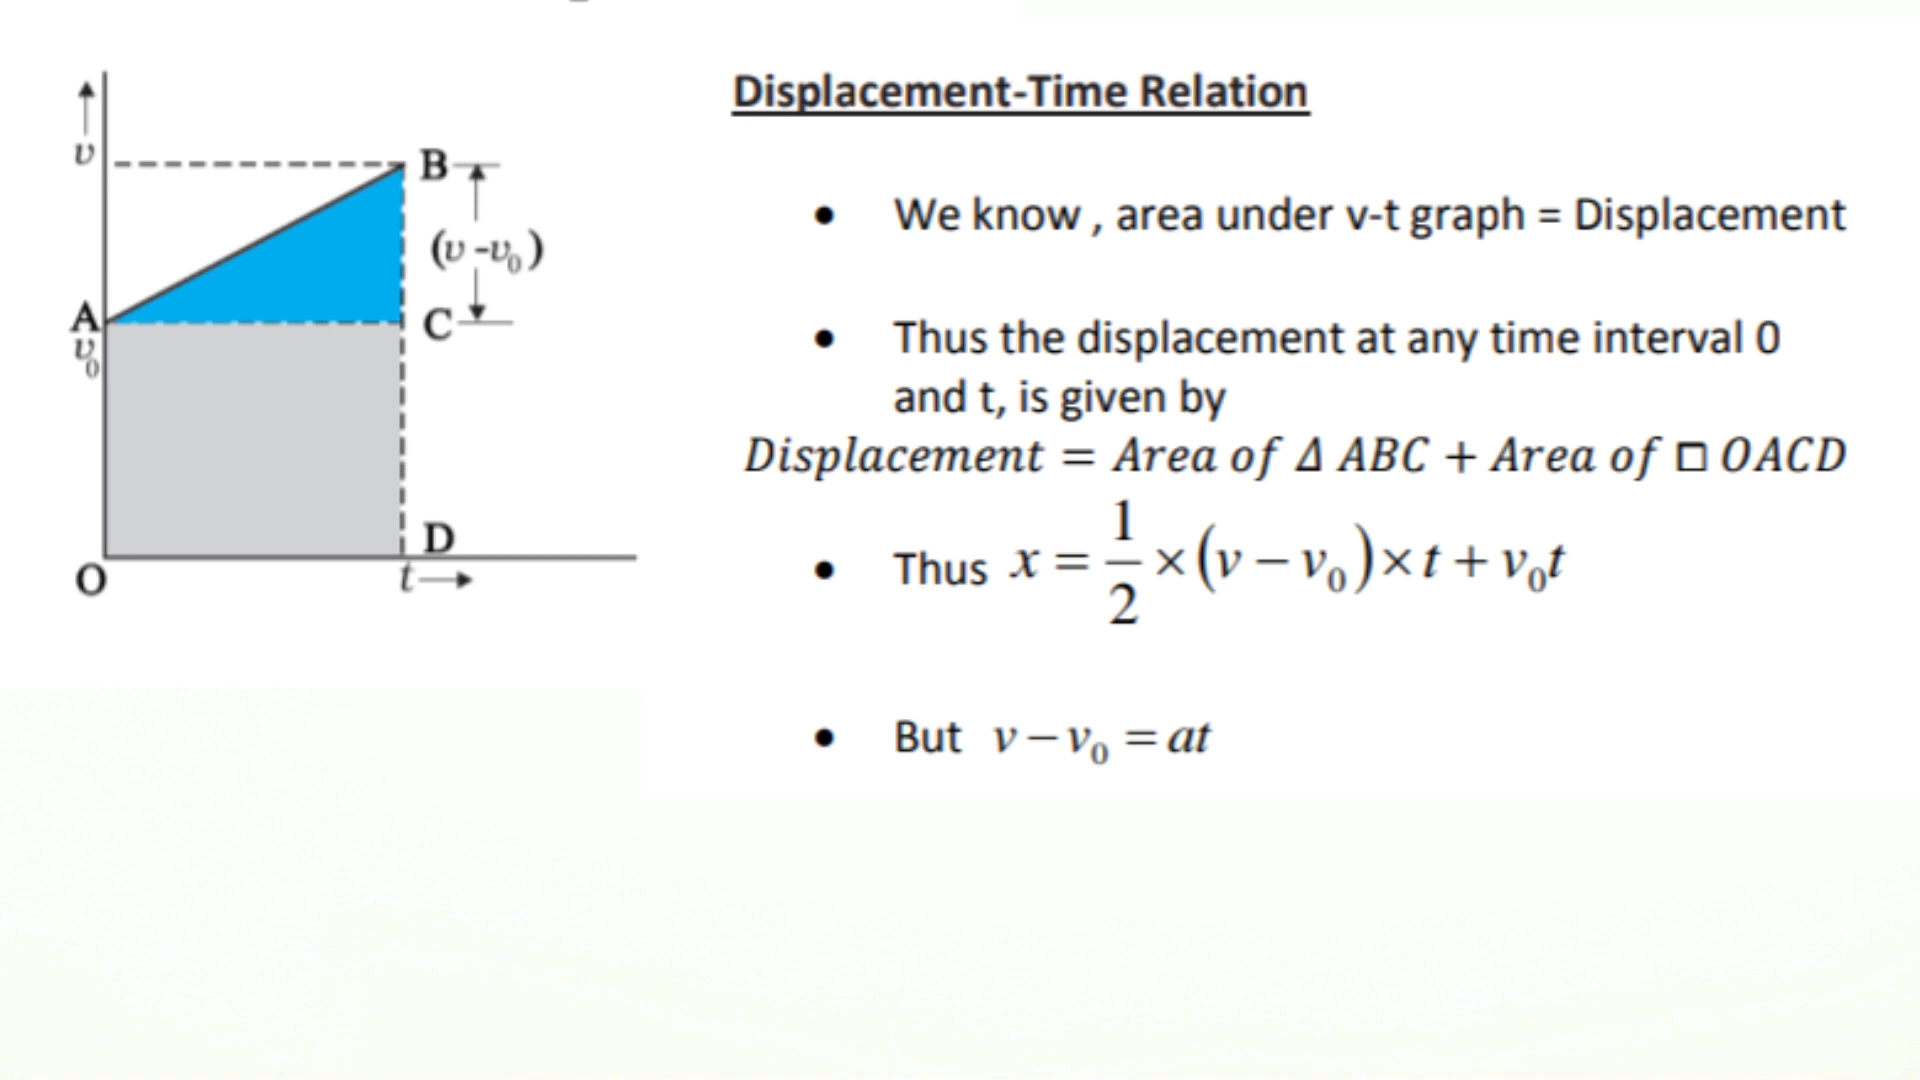 Displacement-Time Relation
v
B
(v -v₀)
A
C
v₀
D
O
t
• We know , area under v-t graph = Displacement
• Thus the displacement at any time interval 0
and t, is given by
Displacement = Area of Δ ABC + Area of □ OACD
• Thus x = 1/2 × (v − v₀) × t + v₀t
• But v − v₀ = at